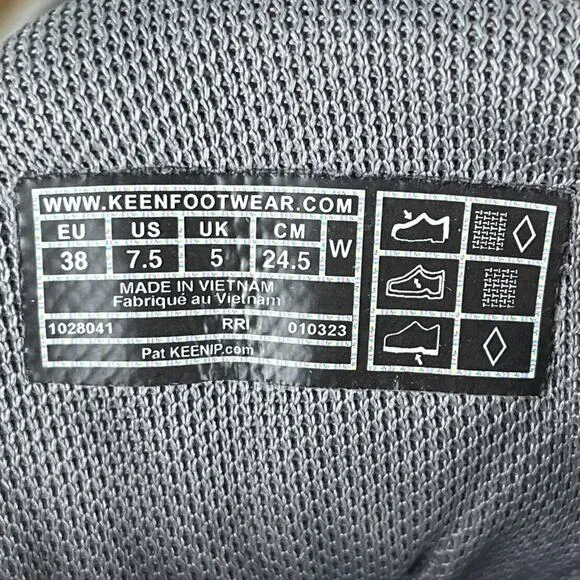 WWW.KEENFOOTWEAR.COM
EU US UK CM W
38 7.5 5 24.5
MADE IN VIETNAM
Fabriqué au Vietnam
1028041 RRI 010323
Pat KEENIP.com